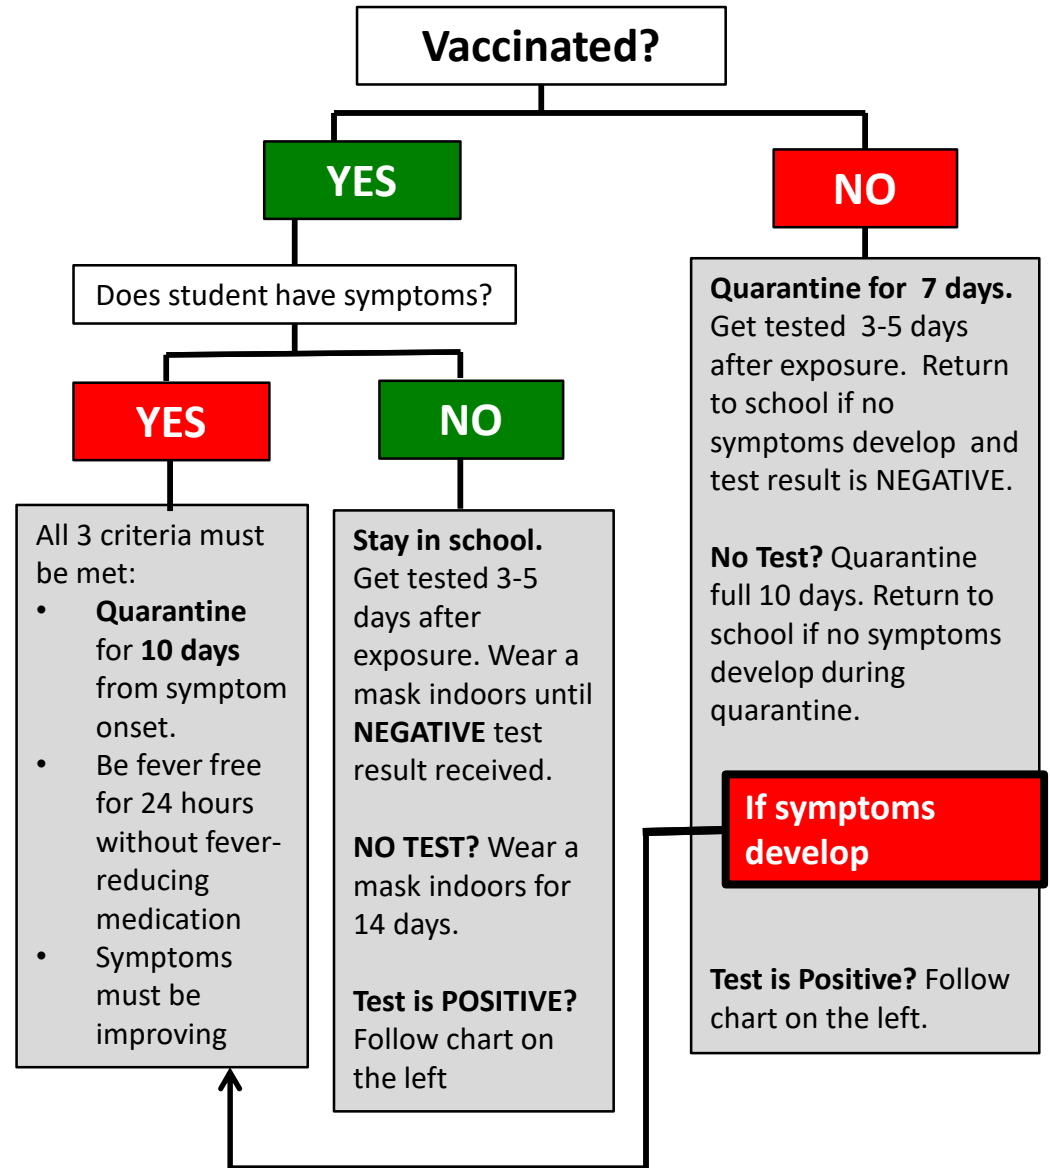 Vaccinated?
YES
NO
Does student have symptoms?
YES
NO
All 3 criteria must
be met:
• Quarantine
for 10 days
from symptom
onset.
• Be fever free
for 24 hours
without fever-
reducing
medication
• Symptoms
must be
improving
Stay in school.
Get tested 3-5
days after
exposure. Wear a
mask indoors until
NEGATIVE test
result received.
NO TEST? Wear a
mask indoors for
14 days.
Test is POSITIVE?
Follow chart on
the left
Quarantine for 7 days.
Get tested 3-5 days
after exposure. Return
to school if no
symptoms develop and
test result is NEGATIVE.
No Test? Quarantine
full 10 days. Return to
school if no symptoms
develop during
quarantine.
If symptoms
develop
Test is Positive? Follow
chart on the left.